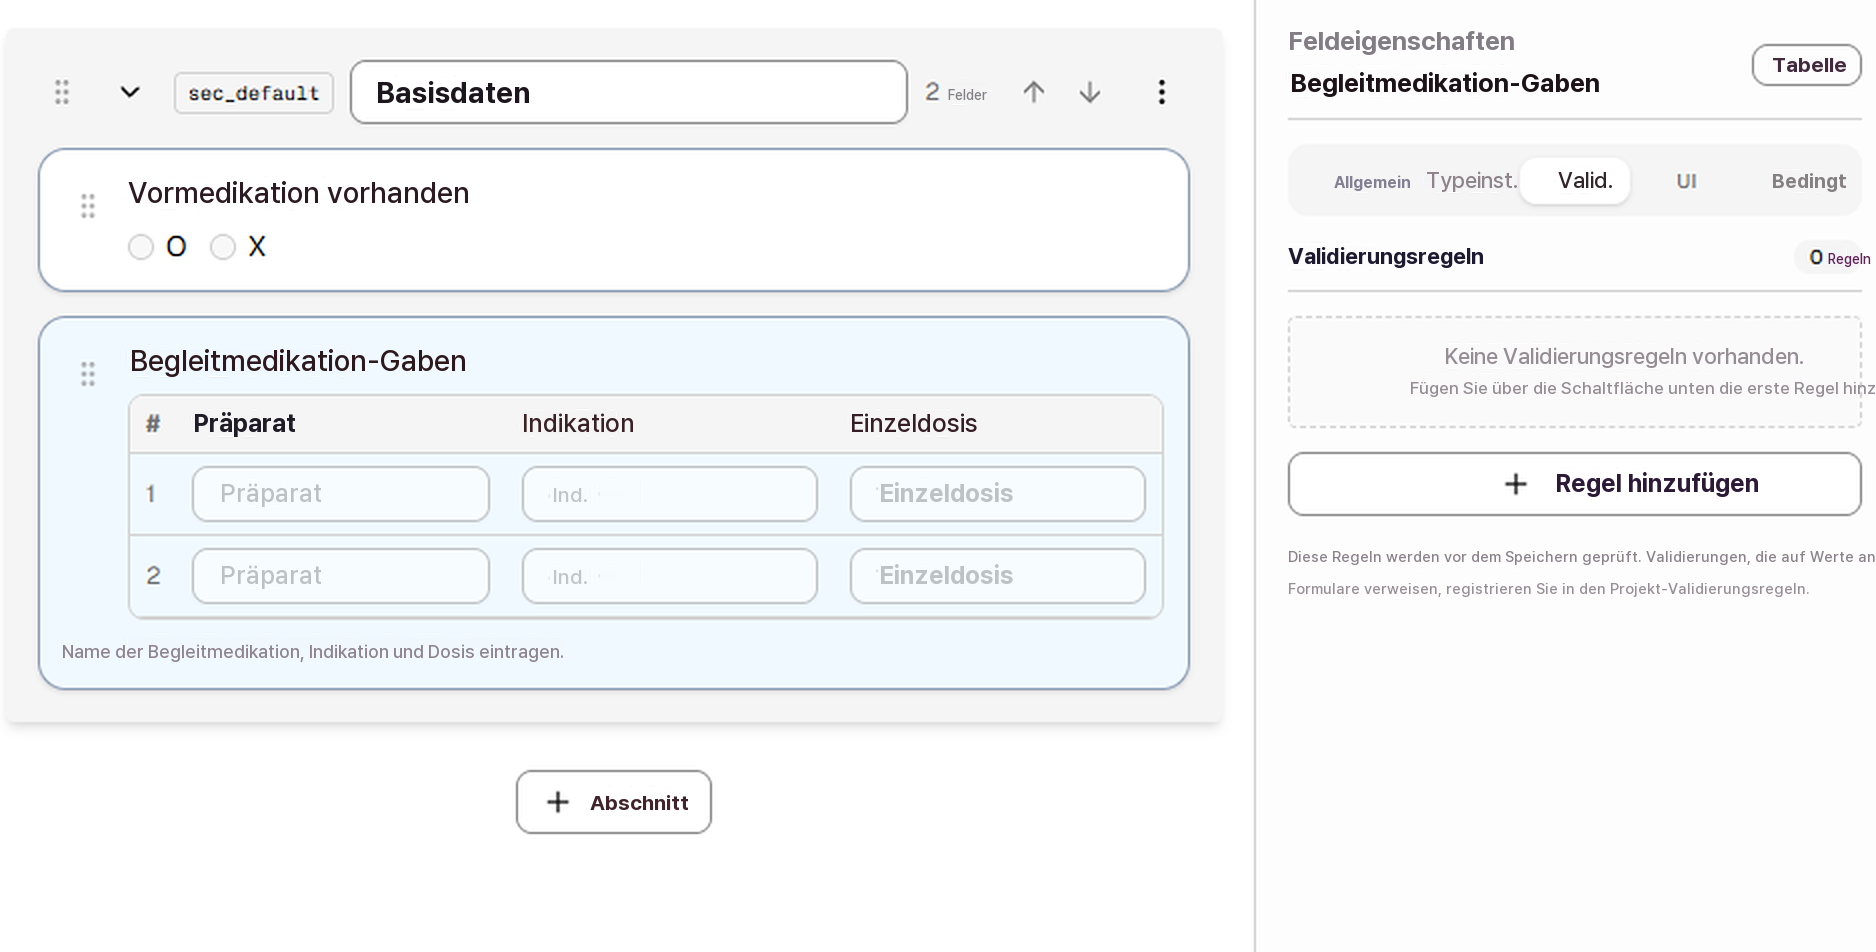 sec_default Basisdaten 2 Felder
Vormedikation vorhanden
O X
Begleitmedikation-Gaben
# Präparat Indikation Einzeldosis
1 Präparat Ind. Einzeldosis
2 Präparat Ind. Einzeldosis
Name der Begleitmedikation, Indikation und Dosis eintragen.
+ Abschnitt
Feldeigenschaften
Begleitmedikation-Gaben
Tabelle
Allgemein Typeinst. Valid. UI Bedingt
Validierungsregeln 0 Regeln
Keine Validierungsregeln vorhanden.
Fügen Sie über die Schaltfläche unten die erste Regel hinz
+ Regel hinzufügen
Diese Regeln werden vor dem Speichern geprüft. Validierungen, die auf Werte an
Formulare verweisen, registrieren Sie in den Projekt-Validierungsregeln.